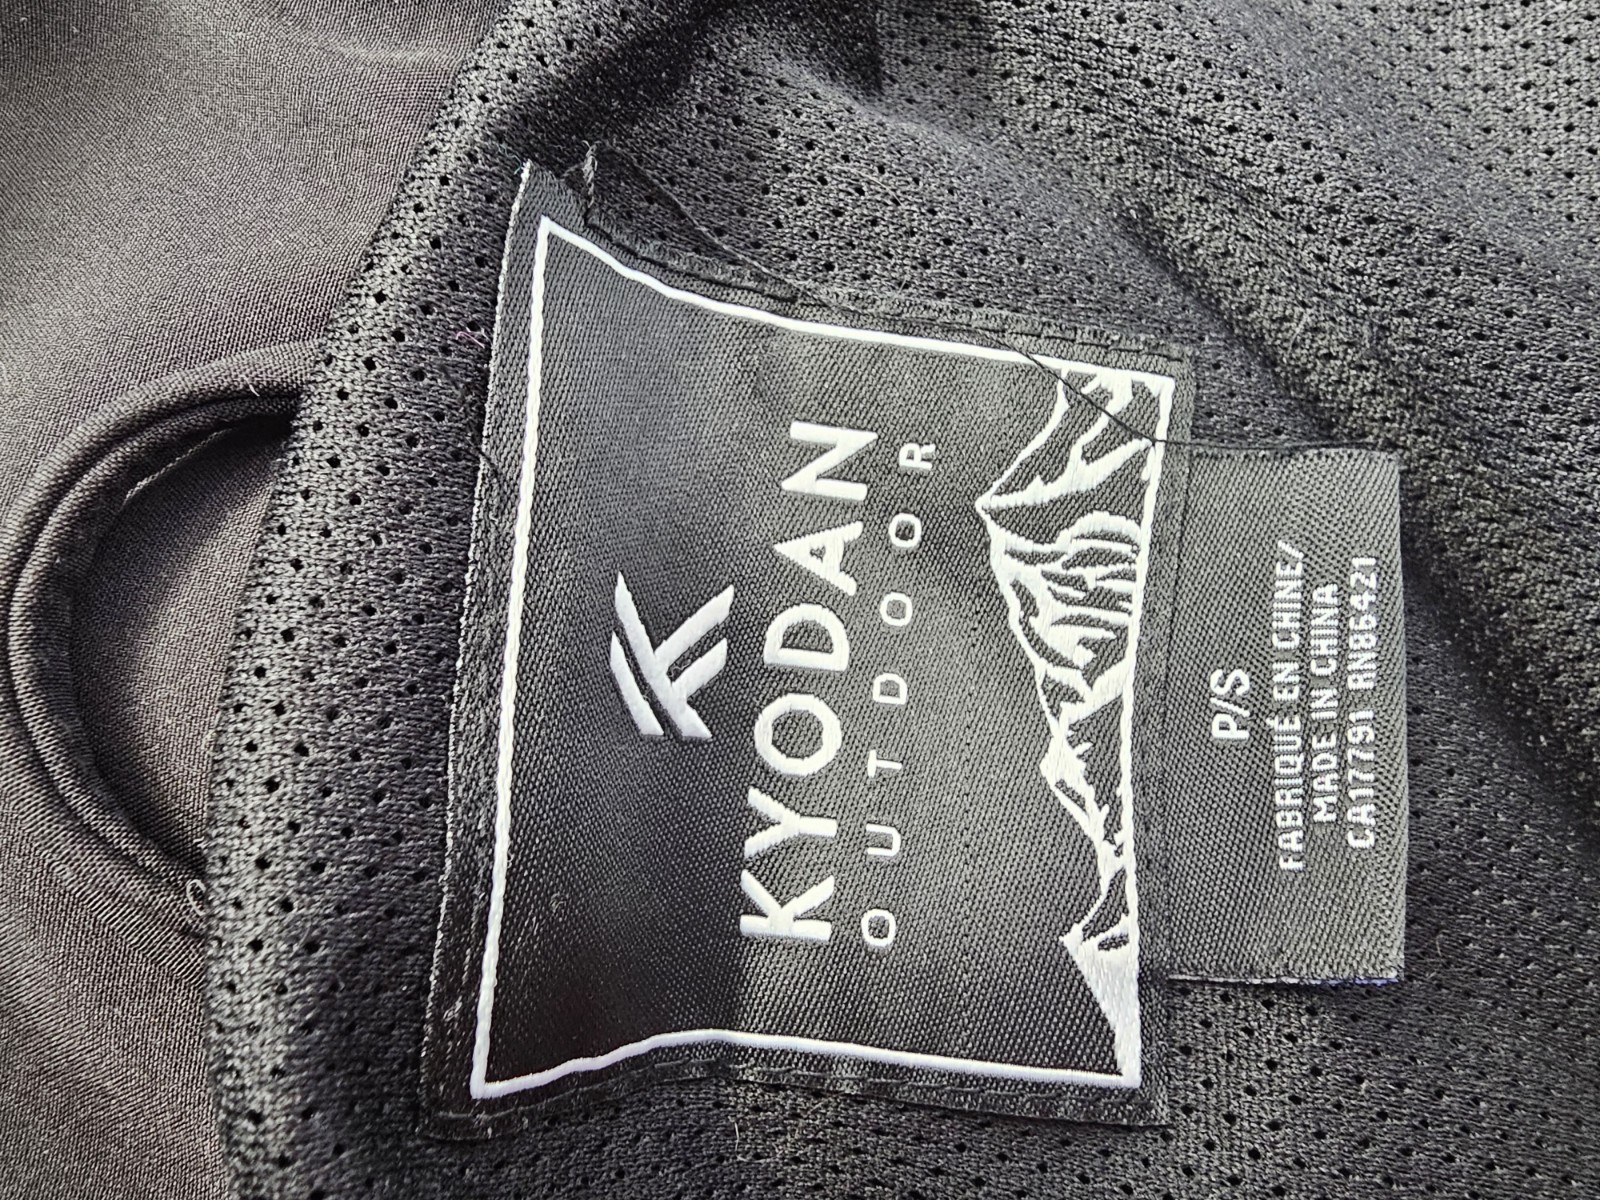 KYODAN
OUTDOOR
P/S
FABRIQUÉ EN CHINE/
MADE IN CHINA
CA17791 RN86421